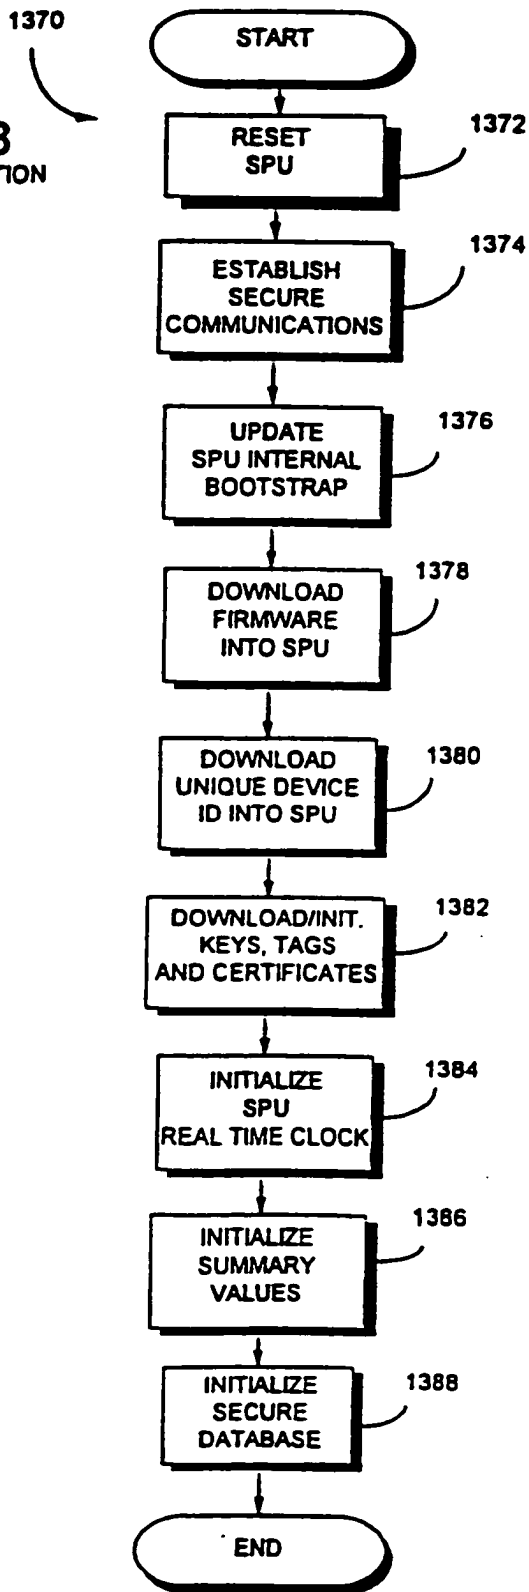 1370
START
TION
RESET
SPU
1372
ESTABLISH
SECURE
COMMUNICATIONS
1374
UPDATE
SPU INTERNAL
BOOTSTRAP
1376
DOWNLOAD
FIRMWARE
INTO SPU
1378
DOWNLOAD
UNIQUE DEVICE
ID INTO SPU
1380
DOWNLOAD/INIT.
KEYS, TAGS
AND CERTIFICATES
1382
INITIALIZE
SPU
REAL TIME CLOCK
1384
INITIALIZE
SUMMARY
VALUES
1386
INITIALIZE
SECURE
DATABASE
1388
END